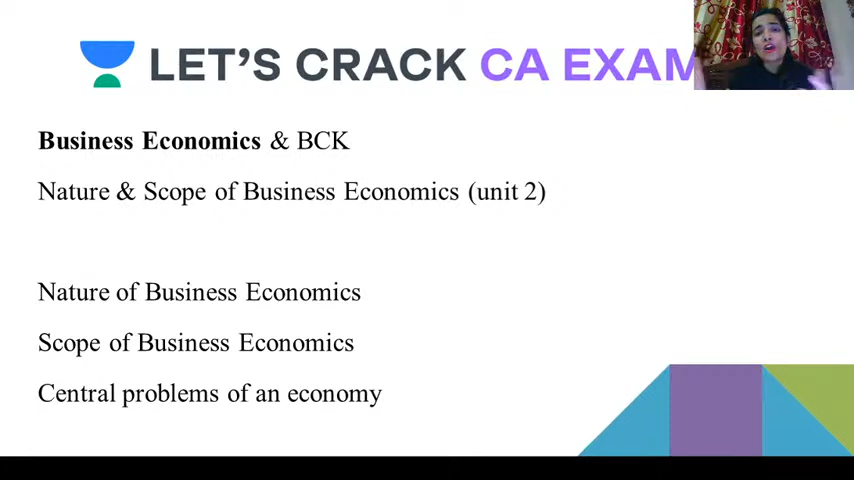 LET'S CRACK CA EXAM
Business Economics & BCK
Nature & Scope of Business Economics (unit 2)
Nature of Business Economics
Scope of Business Economics
Central problems of an economy